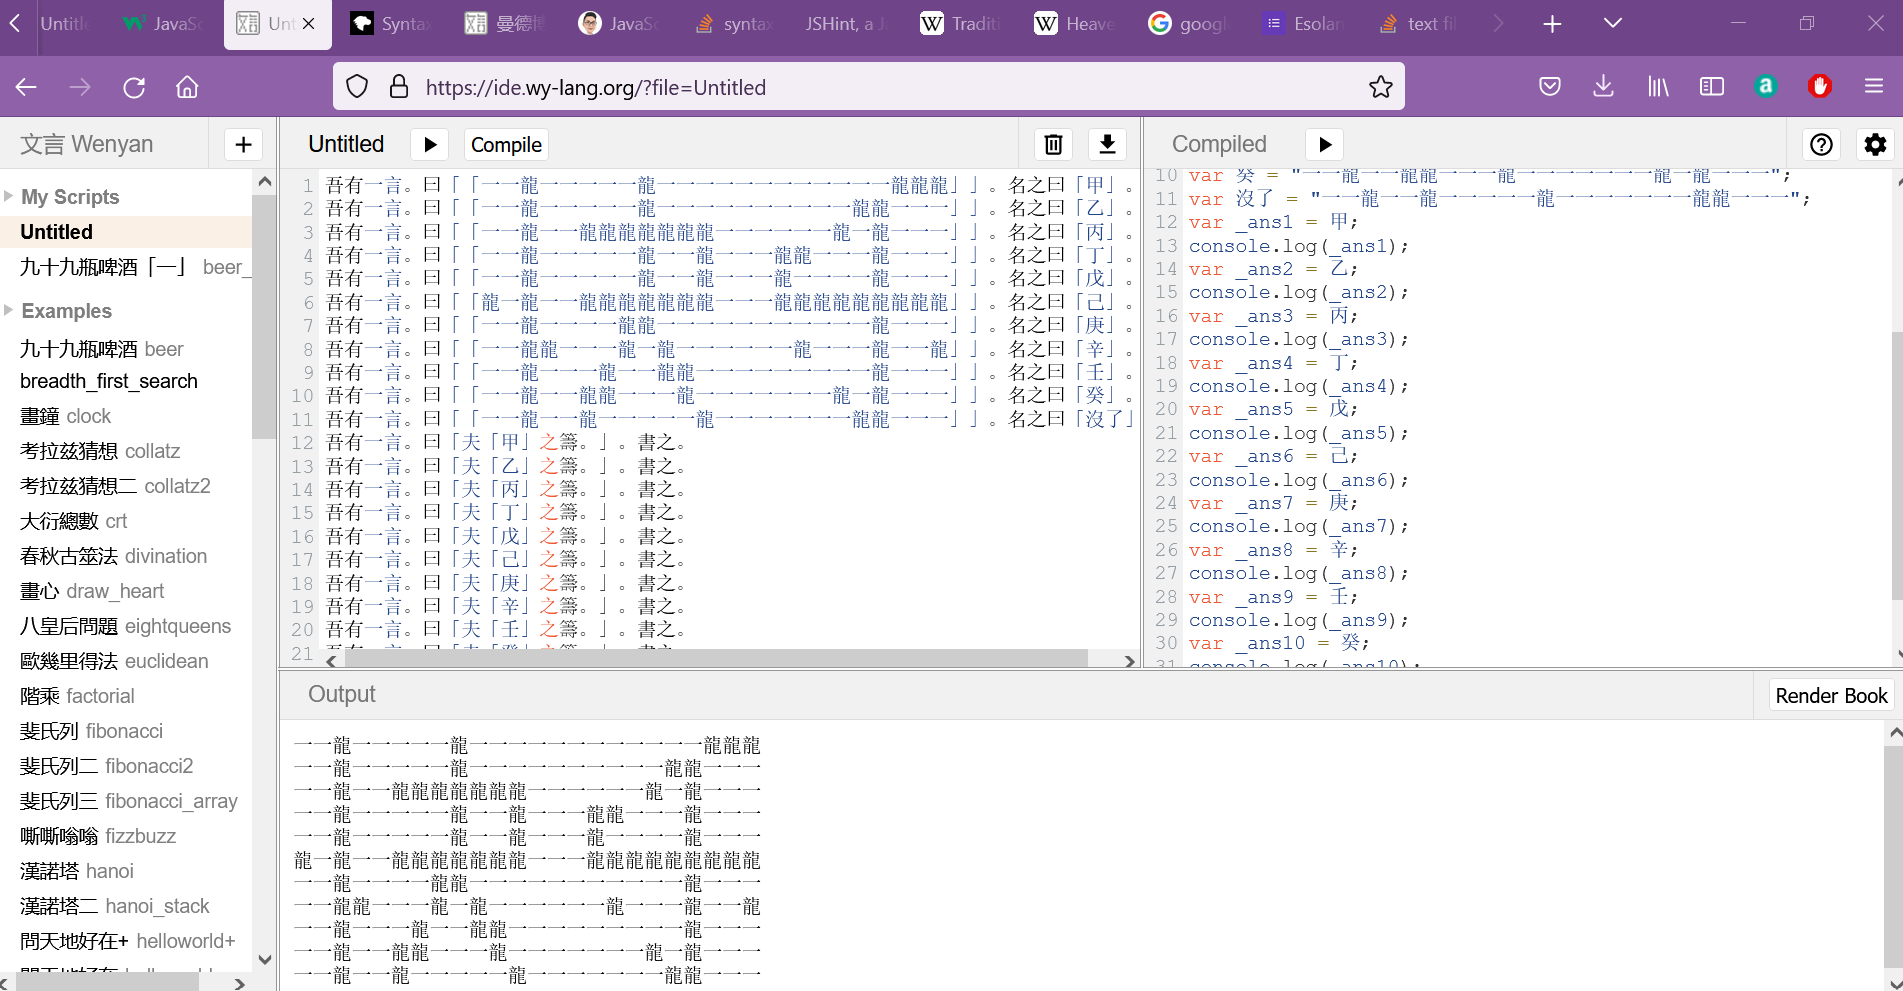 Untitle
JavaSc
Unt
Syntax
曼德博
JavaSc
syntax
JSHint, a J
Traditi
Heave
googl
Esolan
text fil
https://ide.wy-lang.org/?file=Untitled
文言 Wenyan
+
My Scripts
Untitled
九十九瓶啤酒「一」 beer_
Examples
九十九瓶啤酒 beer
breadth_first_search
畫鐘 clock
考拉兹猜想 collatz
考拉兹猜想二 collatz2
大衍總數 crt
春秋古筮法 divination
畫心 draw_heart
八皇后問題 eightqueens
歐幾里得法 euclidean
階乘 factorial
斐氏列 fibonacci
斐氏列二 fibonacci2
斐氏列三 fibonacci_array
嘶嘶嗡嗡 fizzbuzz
漢諾塔 hanoi
漢諾塔二 hanoi_stack
問天地好在+ helloworld+
Untitled
Compile
1 吾有一言。曰「「一一龍一一一一一龍一一一一一一一一一一一一龍龍龍」」。名之曰「甲」。
2 吾有一言。曰「「一一龍一一一一一龍一一一一一一一一一一龍龍一一一」」。名之曰「乙」。
3 吾有一言。曰「「一一龍一一龍龍龍龍龍龍龍一一一一一一龍一龍一一一」」。名之曰「丙」。
4 吾有一言。曰「「一一龍一一一一一龍一一龍一一一龍龍一一一龍一一一」」。名之曰「丁」。
5 吾有一言。曰「「一一龍一一一一一龍一一龍一一一龍一一一一龍一一一」」。名之曰「戊」。
6 吾有一言。曰「「龍一龍一一龍龍龍龍龍龍龍一一一龍龍龍龍龍龍龍龍龍」」。名之曰「己」。
7 吾有一言。曰「「一一龍一一一一龍龍一一一一一一一一一一一龍一一一」」。名之曰「庚」。
8 吾有一言。曰「「一一龍龍一一一龍一龍一一一一一一龍一一一龍一一龍」」。名之曰「辛」。
9 吾有一言。曰「「一一龍一一一龍一一龍龍一一一一一一一一一龍一一一」」。名之曰「壬」。
10 吾有一言。曰「「一一龍一一龍龍一一一龍一一一一一一一龍一龍一一一」」。名之曰「癸」。
11 吾有一言。曰「「一一龍一一龍一一一一一龍一一一一一一一龍龍一一一」」。名之曰「沒了」
12 吾有一言。曰「夫「甲」之籌。」。書之。
13 吾有一言。曰「夫「乙」之籌。」。書之。
14 吾有一言。曰「夫「丙」之籌。」。書之。
15 吾有一言。曰「夫「丁」之籌。」。書之。
16 吾有一言。曰「夫「戊」之籌。」。書之。
17 吾有一言。曰「夫「己」之籌。」。書之。
18 吾有一言。曰「夫「庚」之籌。」。書之。
19 吾有一言。曰「夫「辛」之籌。」。書之。
20 吾有一言。曰「夫「壬」之籌。」。書之。
21 吾有一言。曰「夫「癸」之籌。」。書之。
Compiled
10 var 癸 = "一一龍一一龍龍一一一龍一一一一一一一龍一龍一一一";
11 var 沒了 = "一一龍一一龍一一一一一龍一一一一一一一龍龍一一一";
12 var _ans1 = 甲;
13 console.log(_ans1);
14 var _ans2 = 乙;
15 console.log(_ans2);
16 var _ans3 = 丙;
17 console.log(_ans3);
18 var _ans4 = 丁;
19 console.log(_ans4);
20 var _ans5 = 戊;
21 console.log(_ans5);
22 var _ans6 = 己;
23 console.log(_ans6);
24 var _ans7 = 庚;
25 console.log(_ans7);
26 var _ans8 = 辛;
27 console.log(_ans8);
28 var _ans9 = 壬;
29 console.log(_ans9);
30 var _ans10 = 癸;
31 console.log(_ans10);
Output
Render Book
一一龍一一一一一龍一一一一一一一一一一一一龍龍龍
一一龍一一一一一龍一一一一一一一一一一龍龍一一一
一一龍一一龍龍龍龍龍龍龍一一一一一一龍一龍一一一
一一龍一一一一一龍一一龍一一一龍龍一一一龍一一一
一一龍一一一一一龍一一龍一一一龍一一一一龍一一一
龍一龍一一龍龍龍龍龍龍龍一一一龍龍龍龍龍龍龍龍龍
一一龍一一一一龍龍一一一一一一一一一一一龍一一一
一一龍龍一一一龍一龍一一一一一一龍一一一龍一一龍
一一龍一一一龍一一龍龍一一一一一一一一一龍一一一
一一龍一一龍龍一一一龍一一一一一一一龍一龍一一一
一一龍一一龍一一一一一龍一一一一一一一龍龍一一一